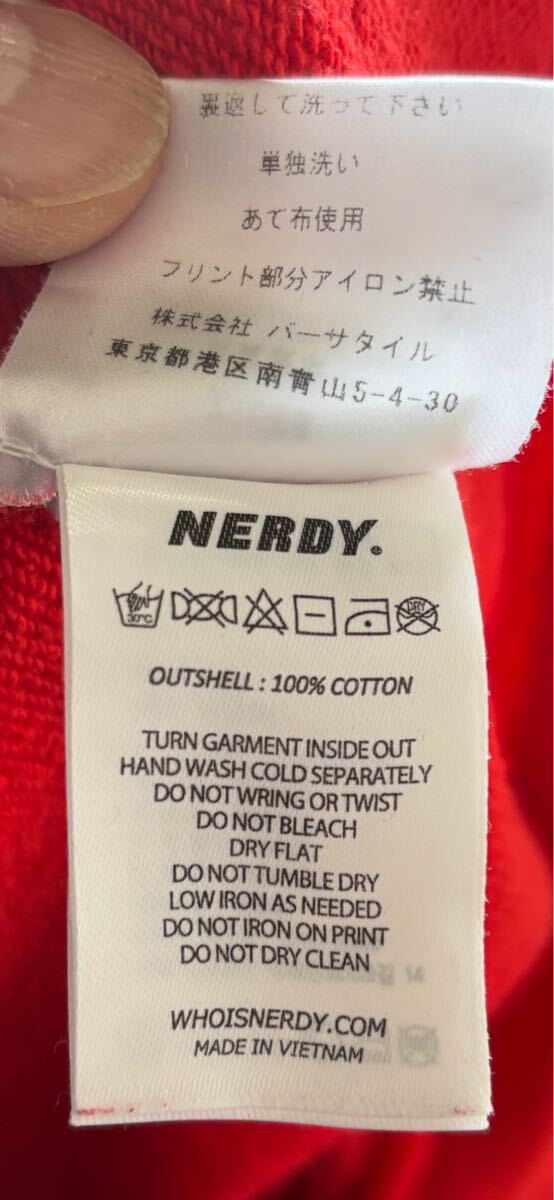 裏返して洗って下さい
単独洗い
あて布使用
プリント部分アイロン禁止
株式会社 バーサタイル
東京都港区南青山5-4-30
NERDY.
30°C
DRY
OUTSHELL : 100% COTTON
TURN GARMENT INSIDE OUT
HAND WASH COLD SEPARATELY
DO NOT WRING OR TWIST
DO NOT BLEACH
DRY FLAT
DO NOT TUMBLE DRY
LOW IRON AS NEEDED
DO NOT IRON ON PRINT
DO NOT DRY CLEAN
WHOISNERDY.COM
MADE IN VIETNAM